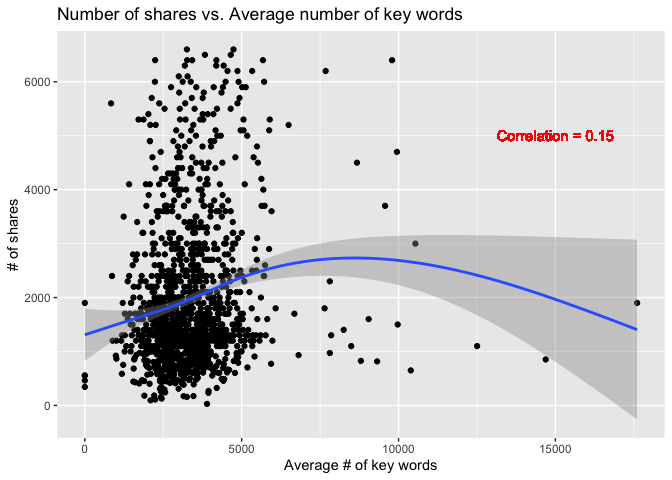 Number of shares vs. Average number of key words
6000
Correlation = 0.15
4000
# of shares
2000
0
0 5000 10000 15000
Average # of key words